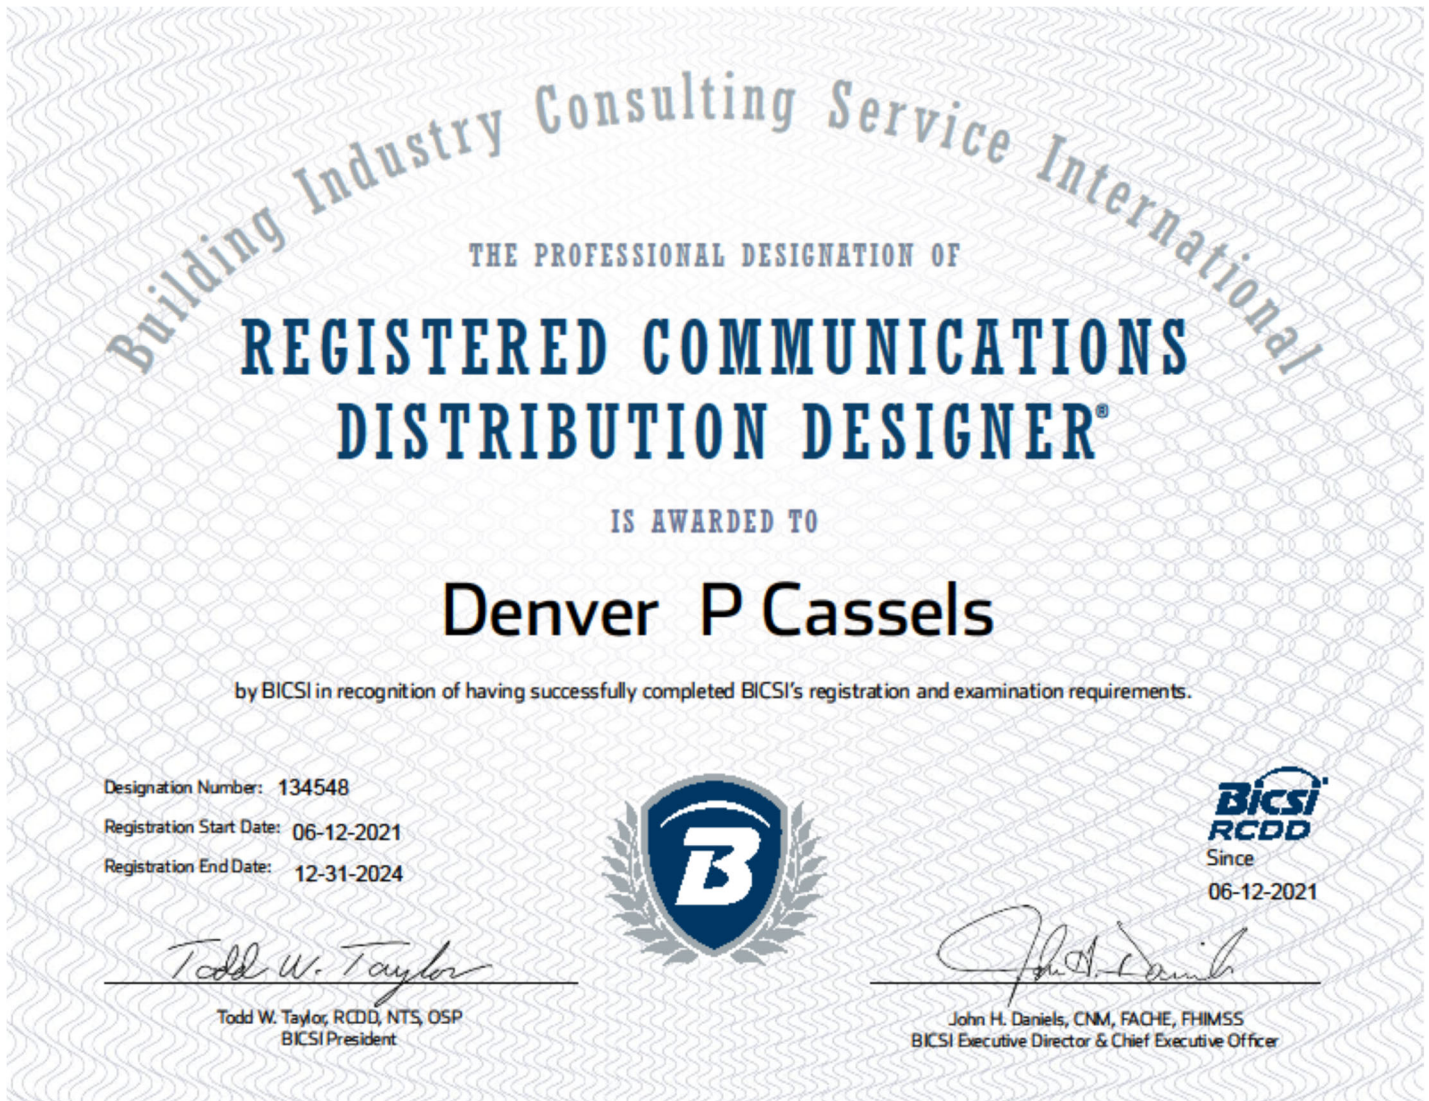 Building Industry Consulting Service International
THE PROFESSIONAL DESIGNATION OF
REGISTERED COMMUNICATIONS
DISTRIBUTION DESIGNER®
IS AWARDED TO
Denver P Cassels
by BICSI in recognition of having successfully completed BICSI's registration and examination requirements.
Designation Number: 134548
Registration Start Date: 06-12-2021
Registration End Date: 12-31-2024
B
Bicsi
RCDD
Since
06-12-2021
Todd W. Taylor
Todd W. Taylor, RCDD, NTS, OSP
BICSI President
John H. Daniels
John H. Daniels, CNM, FACHE, FHIMSS
BICSI Executive Director & Chief Executive Officer